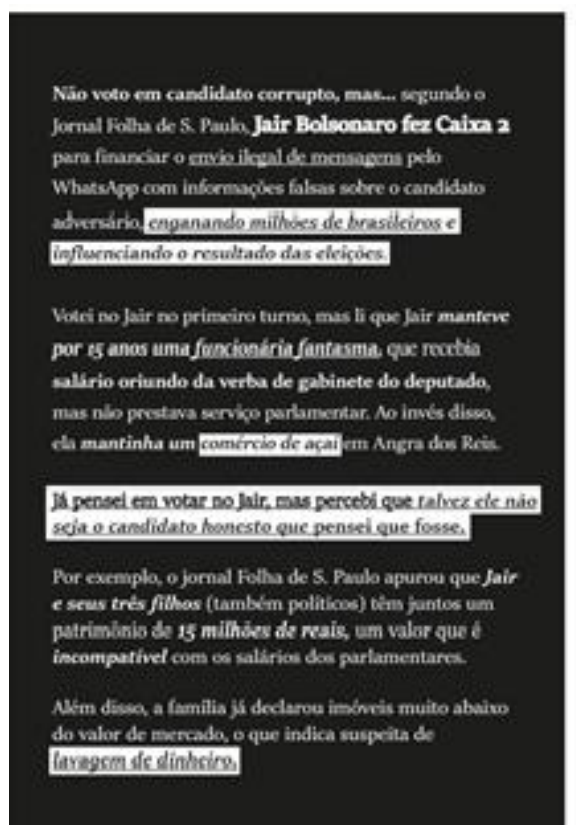 Não voto em candidato corrupto, mas... segundo o
Jornal Folha de S. Paulo, Jair Bolsonaro fez Caixa 2
para financiar o envio ilegal de mensagens pelo
WhatsApp com informações falsas sobre o candidato
adversário, enganando milhões de brasileiros e
influenciando o resultado das eleições.
Votei no Jair no primeiro turno, mas li que Jair manteve
por 15 anos uma funcionária fantasma, que recebia
salário oriundo da verba de gabinete do deputado,
mas não prestava serviço parlamentar. Ao invés disso,
ela mantinha um comércio de açaí em Angra dos Reis.
Já pensei em votar no Jair, mas percebi que talvez ele não
seja o candidato honesto que pensei que fosse.
Por exemplo, o jornal Folha de S. Paulo apurou que Jair
e seus três filhos (também políticos) têm juntos um
patrimônio de 15 milhões de reais, um valor que é
incompatível com os salários dos parlamentares.
Além disso, a família já declarou imóveis muito abaixo
do valor de mercado, o que indica suspeita de
lavagem de dinheiro.